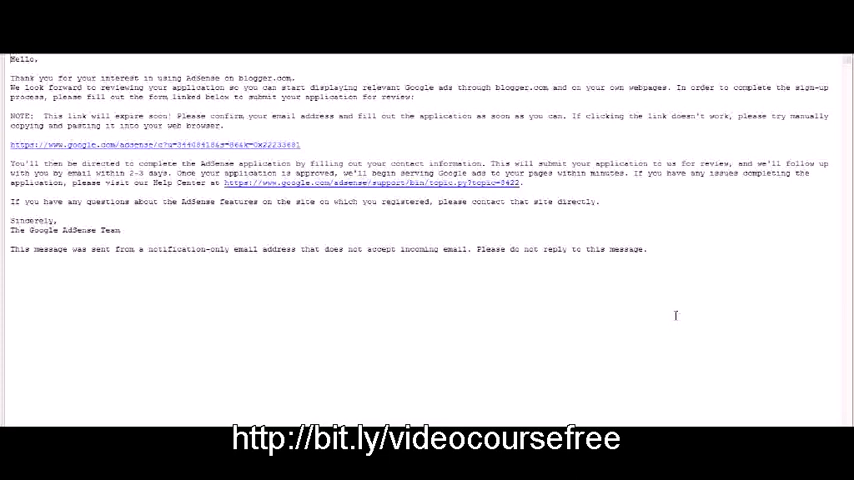 Hello,
Thank you for your interest in using AdSense on blogger.com.
We look forward to reviewing your application so you can start displaying relevant Google ads through blogger.com and on your own webpages. In order to complete the sign-up
process, please fill out the form linked below to submit your application for review:
NOTE:  This link will expire soon! Please confirm your email address and fill out the application as soon as you can. If clicking the link doesn't work, please try manually
copying and pasting it into your web browser.
You'll then be directed to complete the AdSense application by filling out your contact information. This will submit your application to us for review, and we'll follow up
with you by email within 2-3 days. Once your application is approved, we'll begin serving Google ads to your pages within minutes. If you have any issues completing the
application, please visit our Help Center at https://www.google.com/adsense/support/bin/topic.py?topic=8422.
If you have any questions about the AdSense features on the site on which you registered, please contact that site directly.
Sincerely,
The Google AdSense Team
This message was sent from a notification-only email address that does not accept incoming email. Please do not reply to this message.
http://bit.ly/videocoursefree